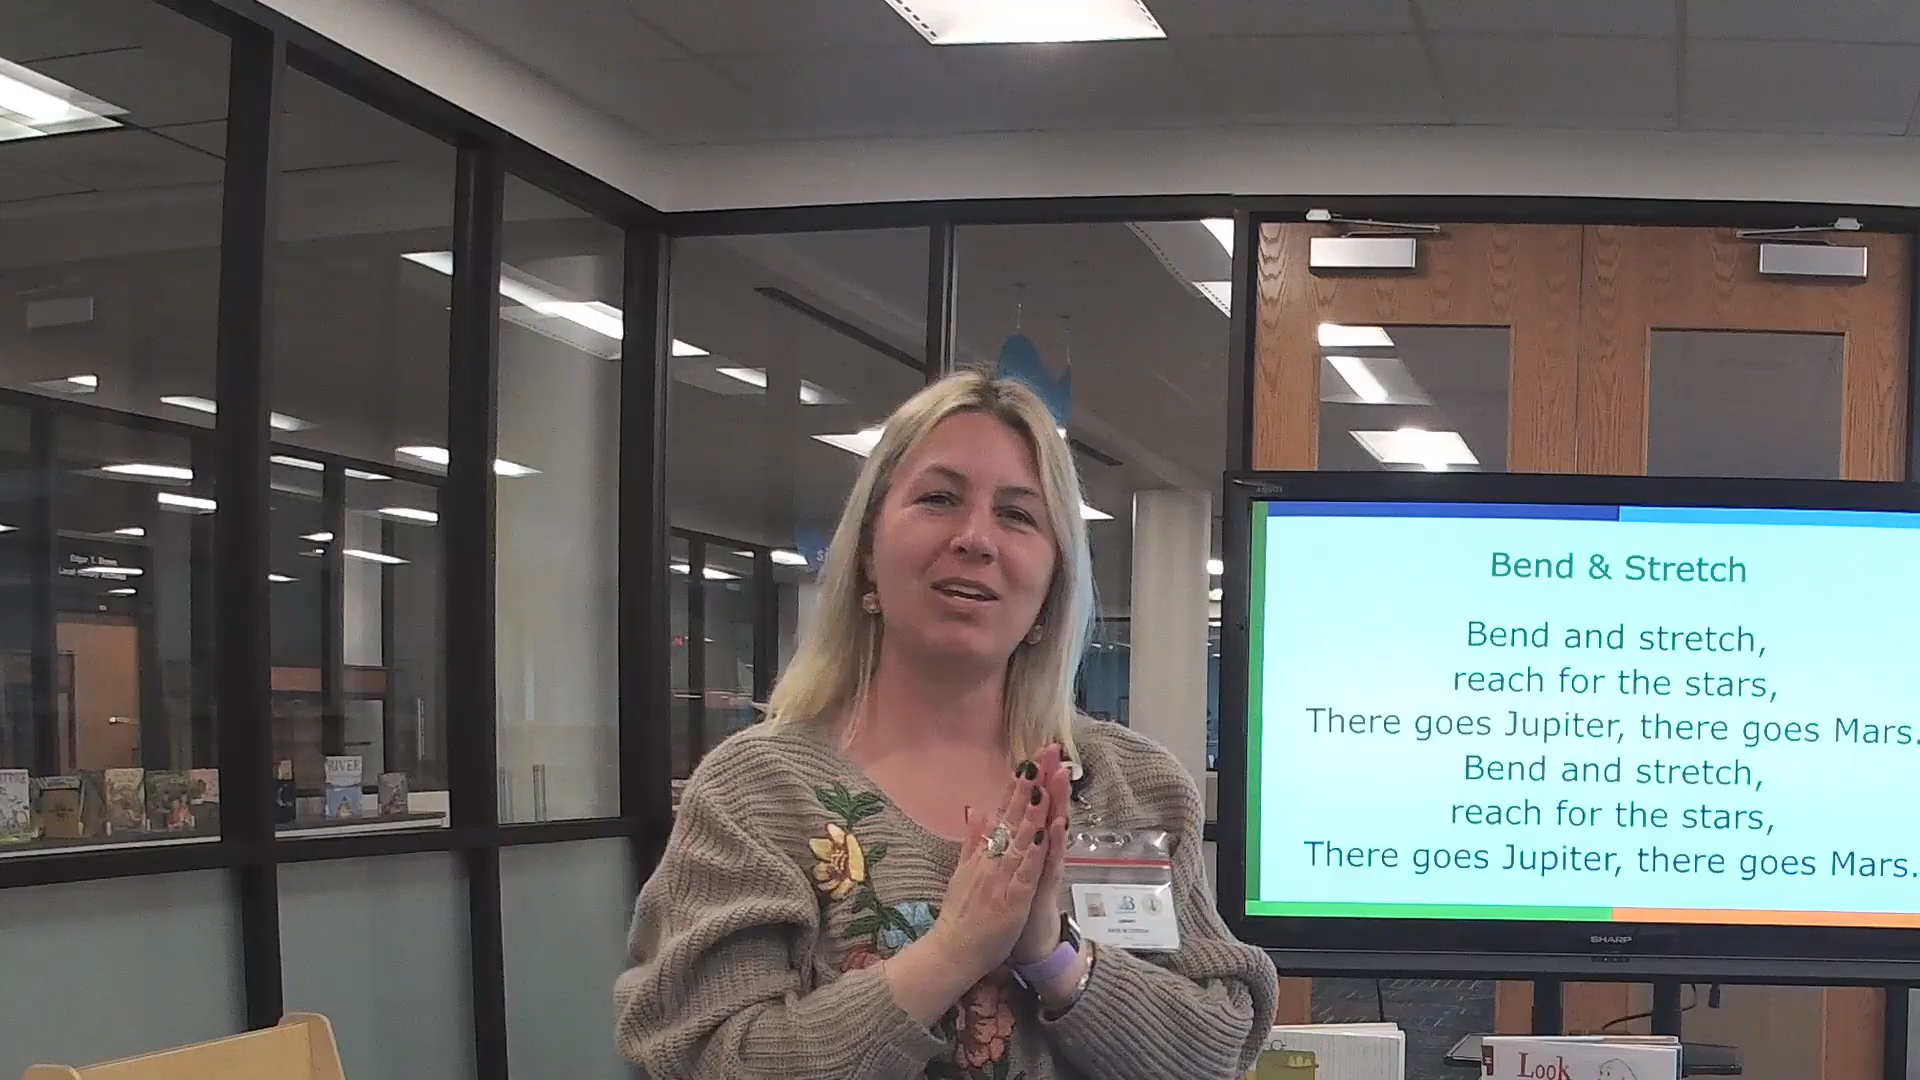 Bend & Stretch
Bend and stretch,
reach for the stars,
There goes Jupiter, there goes Mars.
Bend and stretch,
reach for the stars,
There goes Jupiter, there goes Mars.
SHARP
RIVER
Look